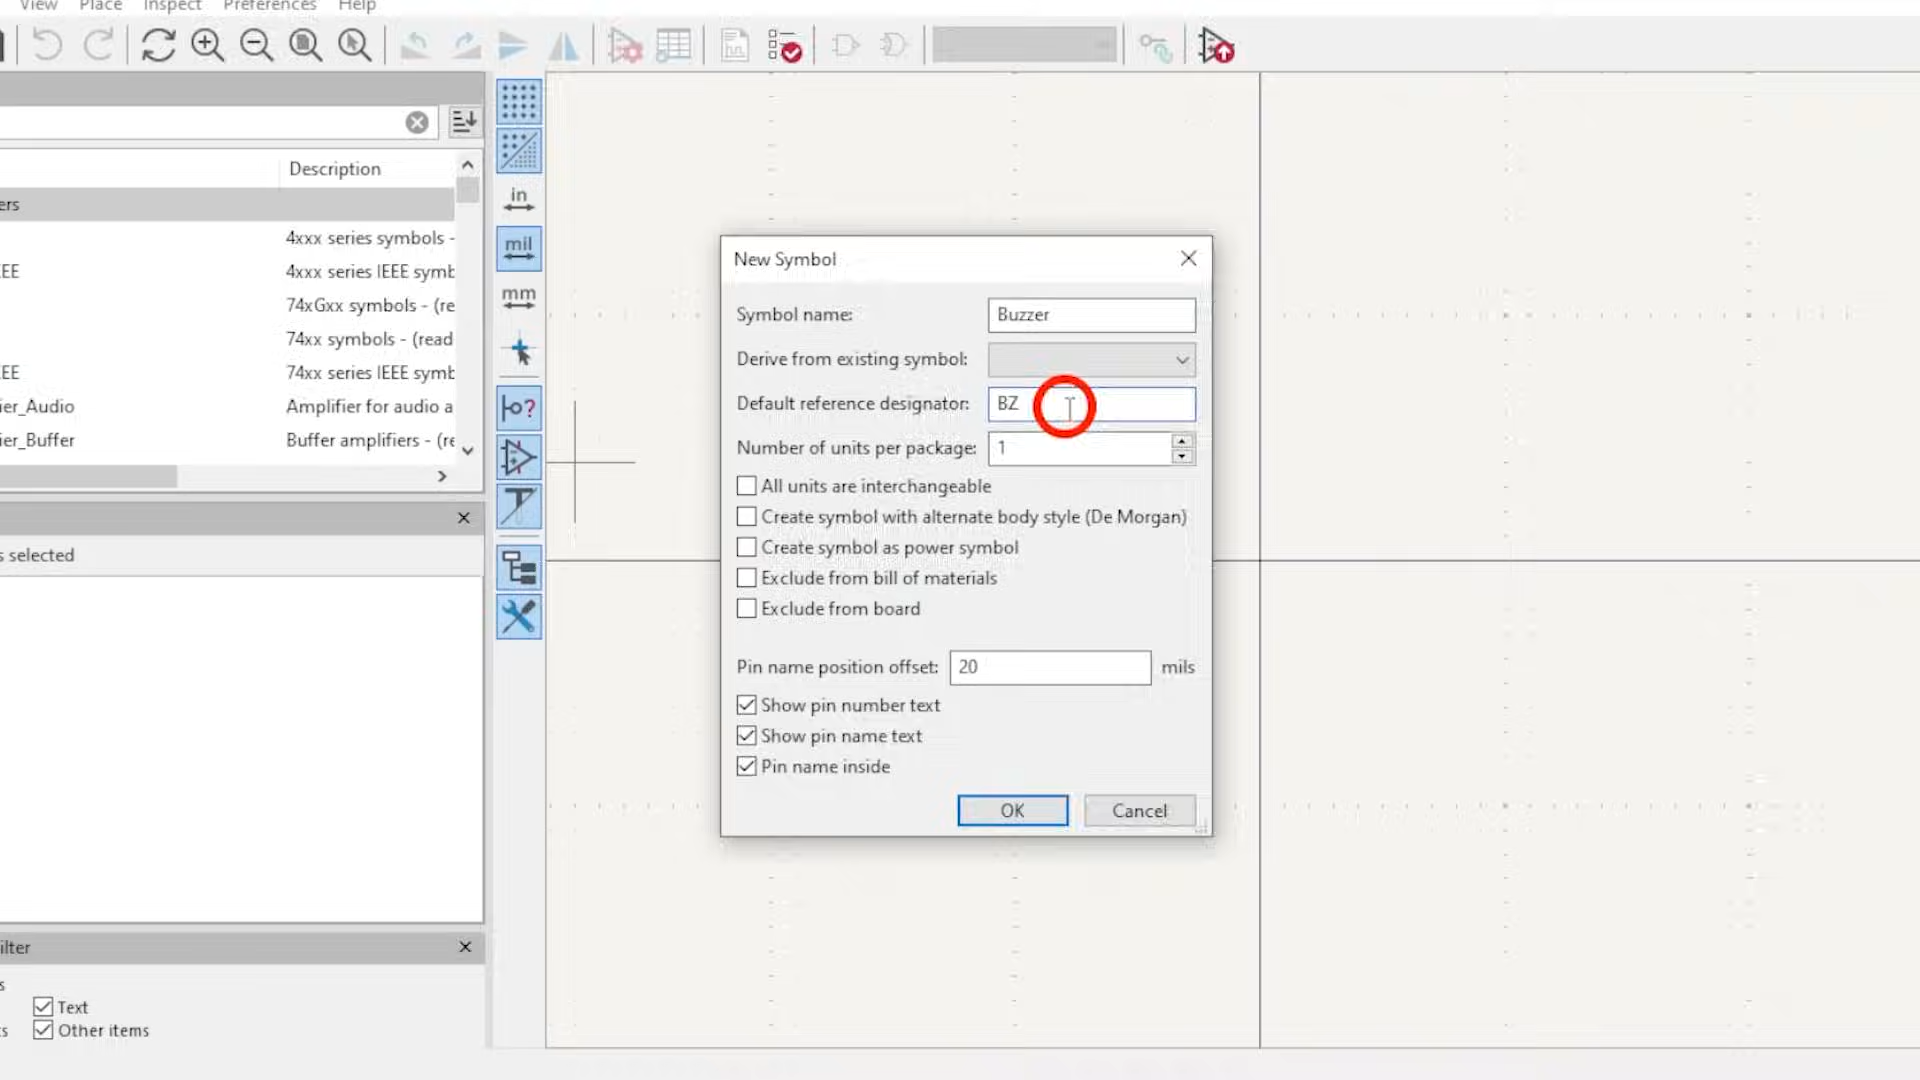 View Place Inspect Preferences Help
Description
ers
4xxx series symbols -
EE 4xxx series IEEE symb
74xGxx symbols - (re
74xx symbols - (read
EE 74xx series IEEE symb
ier_Audio Amplifier for audio a
ier_Buffer Buffer amplifiers - (re
s selected
ilter
s
Text
ts Other items
in
mil
mm
New Symbol
Symbol name: Buzzer
Derive from existing symbol:
Default reference designator: BZ
Number of units per package: 1
All units are interchangeable
Create symbol with alternate body style (De Morgan)
Create symbol as power symbol
Exclude from bill of materials
Exclude from board
Pin name position offset: 20 mils
Show pin number text
Show pin name text
Pin name inside
OK Cancel